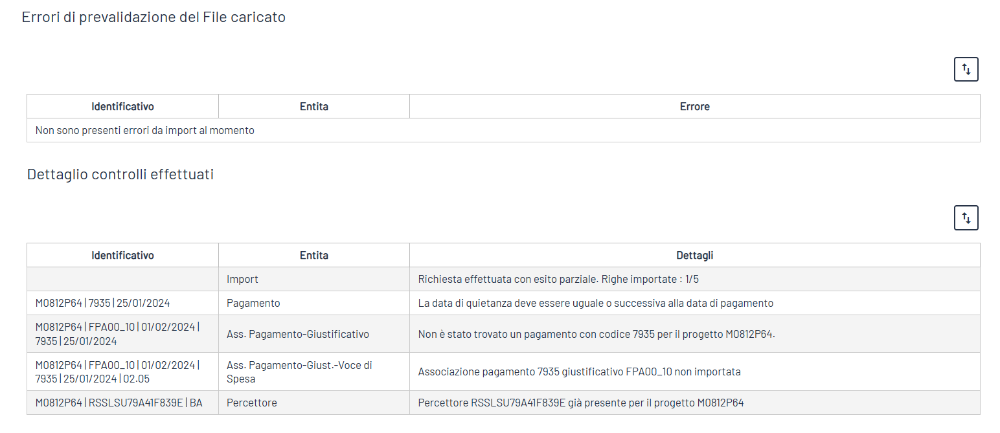 Errori di prevalidazione del File caricato
Identificativo Entita Errore
Non sono presenti errori da import al momento
Dettaglio controlli effettuati
Identificativo Entita Dettagli
Import Richiesta effettuata con esito parziale. Righe importate : 1/5
M0812P64 | 7935 | 25/01/2024 Pagamento La data di quietanza deve essere uguale o successiva alla data di pagamento
M0812P64 | FPA00_10 | 01/02/2024 |
7935 | 25/01/2024 Ass. Pagamento-Giustificativo Non è stato trovato un pagamento con codice 7935 per il progetto M0812P64.
M0812P64 | FPA00_10 | 01/02/2024 |
7935 | 25/01/2024 | 02.05
Ass. Pagamento-Giust.-Voce di
Spesa
Associazione pagamento 7935 giustificativo FPA00_10 non importata
M0812P64 | RSSLSU79A41F839E | BA Percettore Percettore RSSLSU79A41F839E già presente per il progetto M0812P64